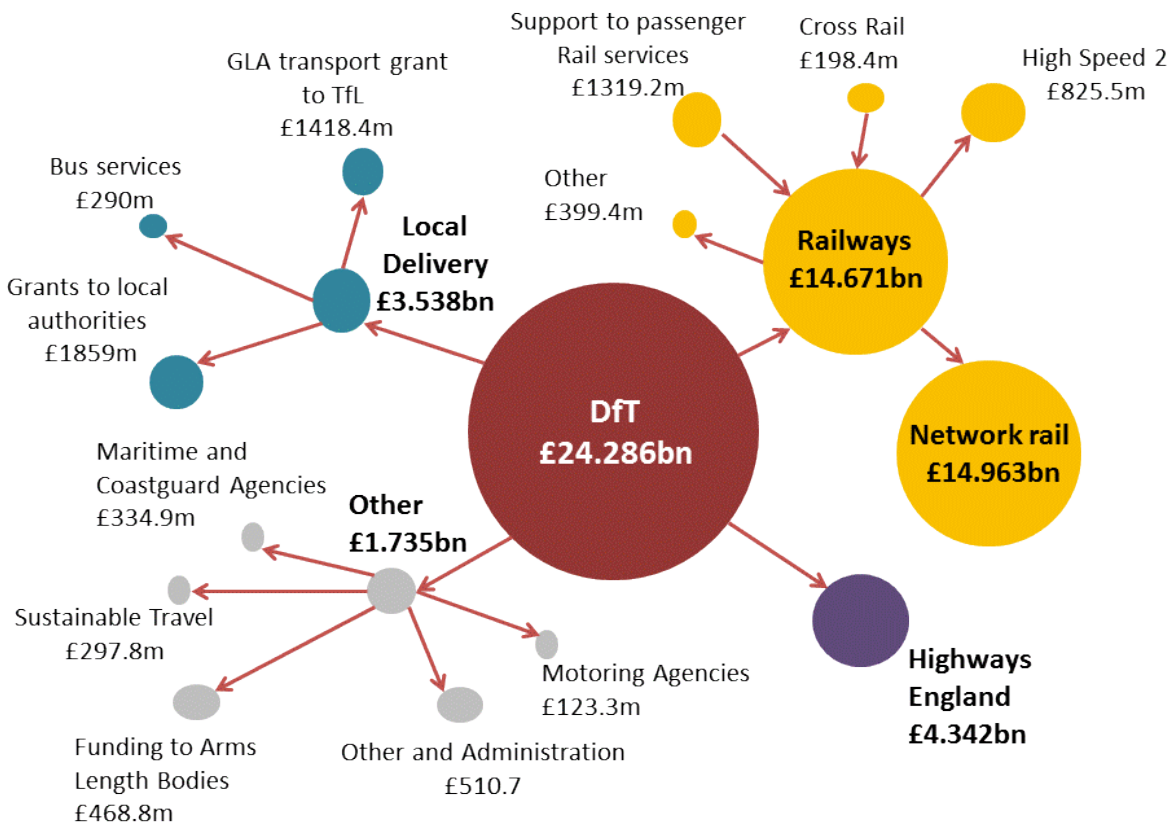 Support to passenger
Rail services
£1319.2m
Cross Rail
£198.4m
High Speed 2
£825.5m
GLA transport grant
to TfL
£1418.4m
Bus services
£290m
Other
£399.4m
Local
Delivery
£3.538bn
Railways
£14.671bn
Grants to local
authorities
£1859m
DfT
£24.286bn
Network rail
£14.963bn
Maritime and
Coastguard Agencies
£334.9m
Other
£1.735bn
Sustainable Travel
£297.8m
Motoring Agencies
£123.3m
Highways
England
£4.342bn
Funding to Arms
Length Bodies
£468.8m
Other and Administration
£510.7